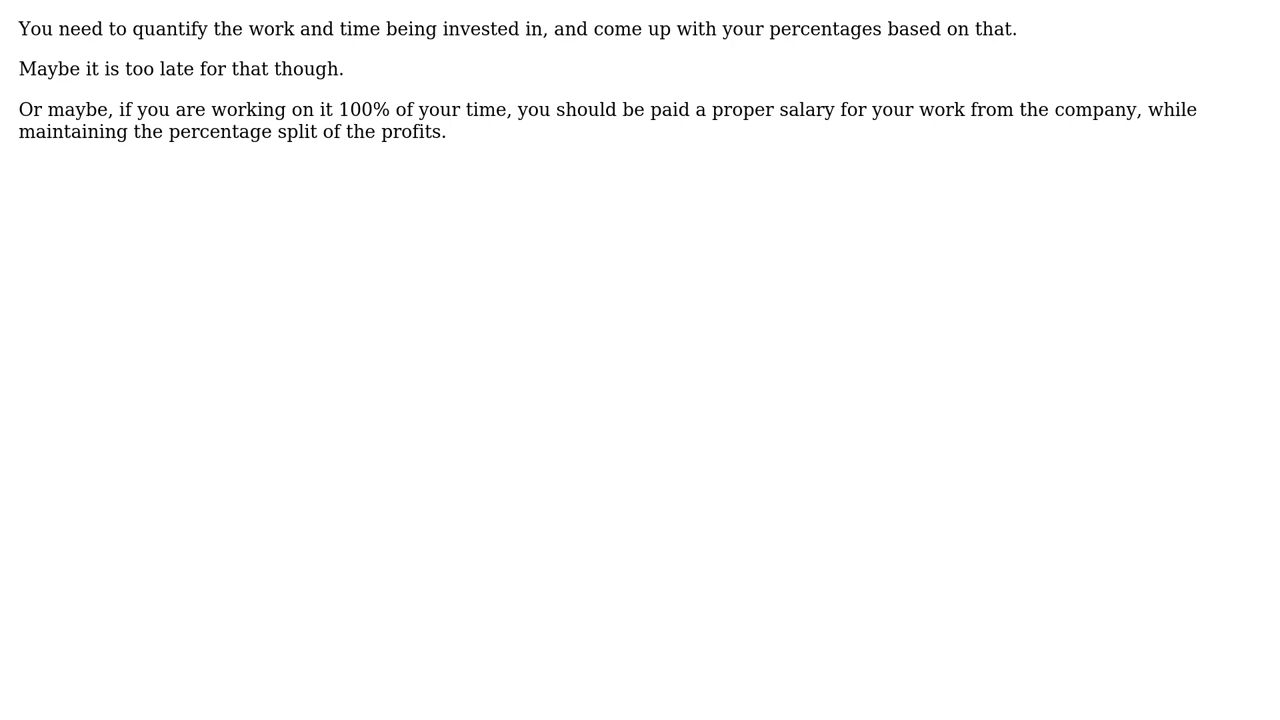 You need to quantify the work and time being invested in, and come up with your percentages based on that.
Maybe it is too late for that though.
Or maybe, if you are working on it 100% of your time, you should be paid a proper salary for your work from the company, while
maintaining the percentage split of the profits.